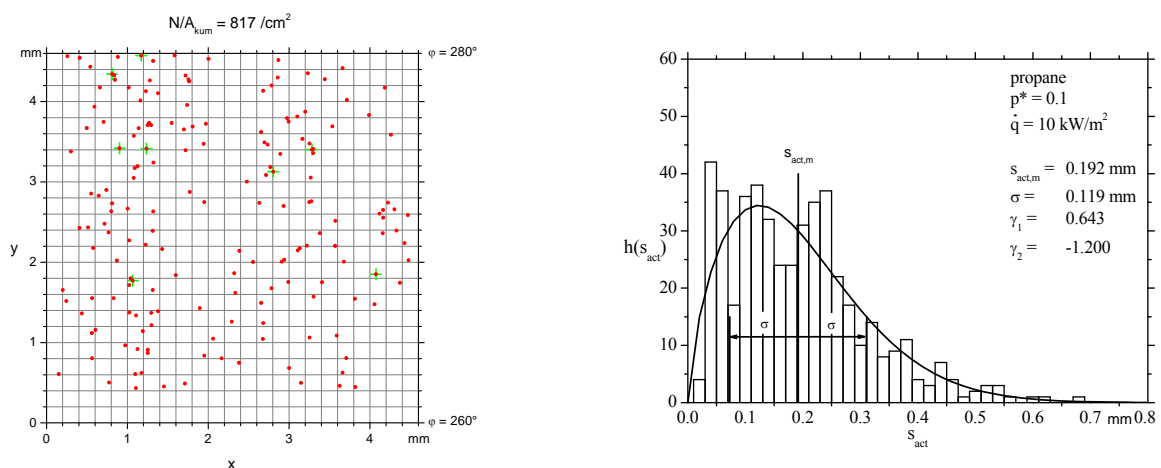 N/A_kum = 817 /cm²
mm
φ = 280°
4
3
y
2
1
0
φ = 260°
0
1
2
3
4
mm
x
60
50
40
30
20
10
0
h(s_act)
propane
p* = 0.1
q̇ = 10 kW/m²
s_act,m
s_act,m = 0.192 mm
σ = 0.119 mm
γ₁ = 0.643
γ₂ = -1.200
σ
σ
0.0
0.1
0.2
0.3
0.4
0.5
0.6
0.7
mm
0.8
s_act